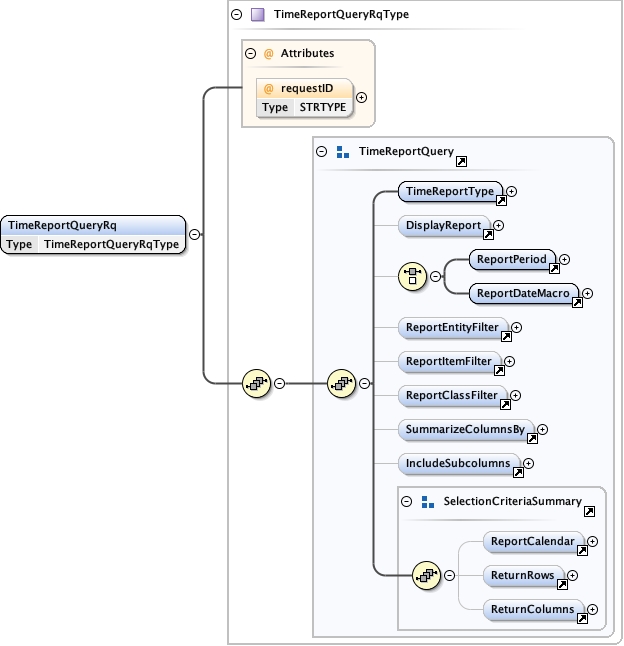 TimeReportQueryRqType
@ Attributes
@ requestID
Type STRTYPE
TimeReportQuery
TimeReportType
TimeReportQueryRq
Type TimeReportQueryRqType
DisplayReport
ReportPeriod
ReportDateMacro
ReportEntityFilter
ReportItemFilter
ReportClassFilter
SummarizeColumnsBy
IncludeSubcolumns
SelectionCriteriaSummary
ReportCalendar
ReturnRows
ReturnColumns